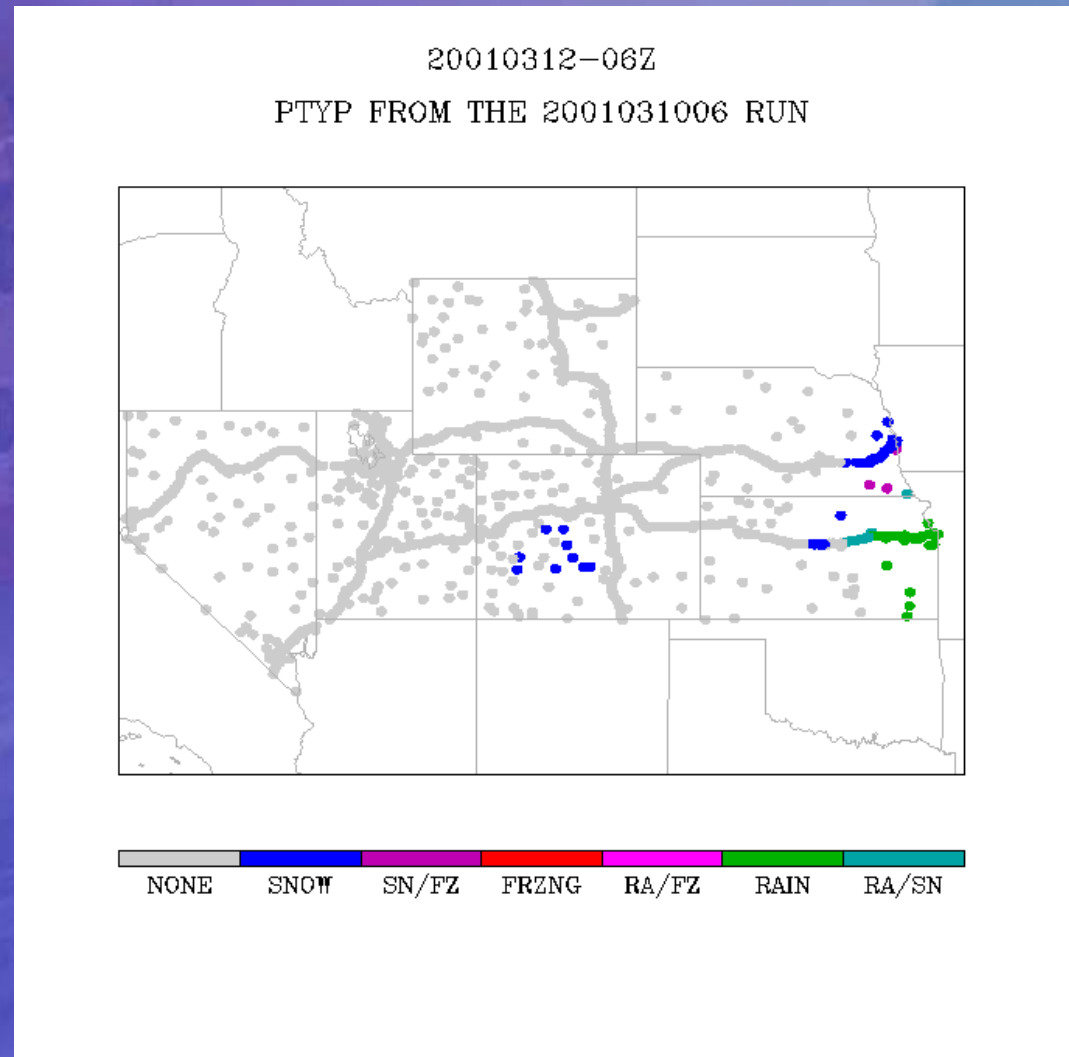 20010312-06Z
PTYP FROM THE 2001031006 RUN
NONE SNOW SN/FZ FRZNG RA/FZ RAIN RA/SN